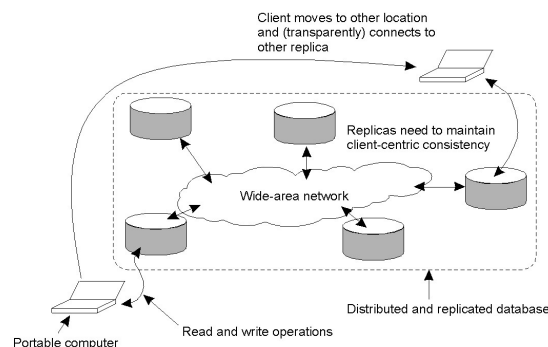 Client moves to other location
and (transparently) connects to
other replica
Replicas need to maintain
client-centric consistency
Wide-area network
Distributed and replicated database
Read and write operations
Portable computer